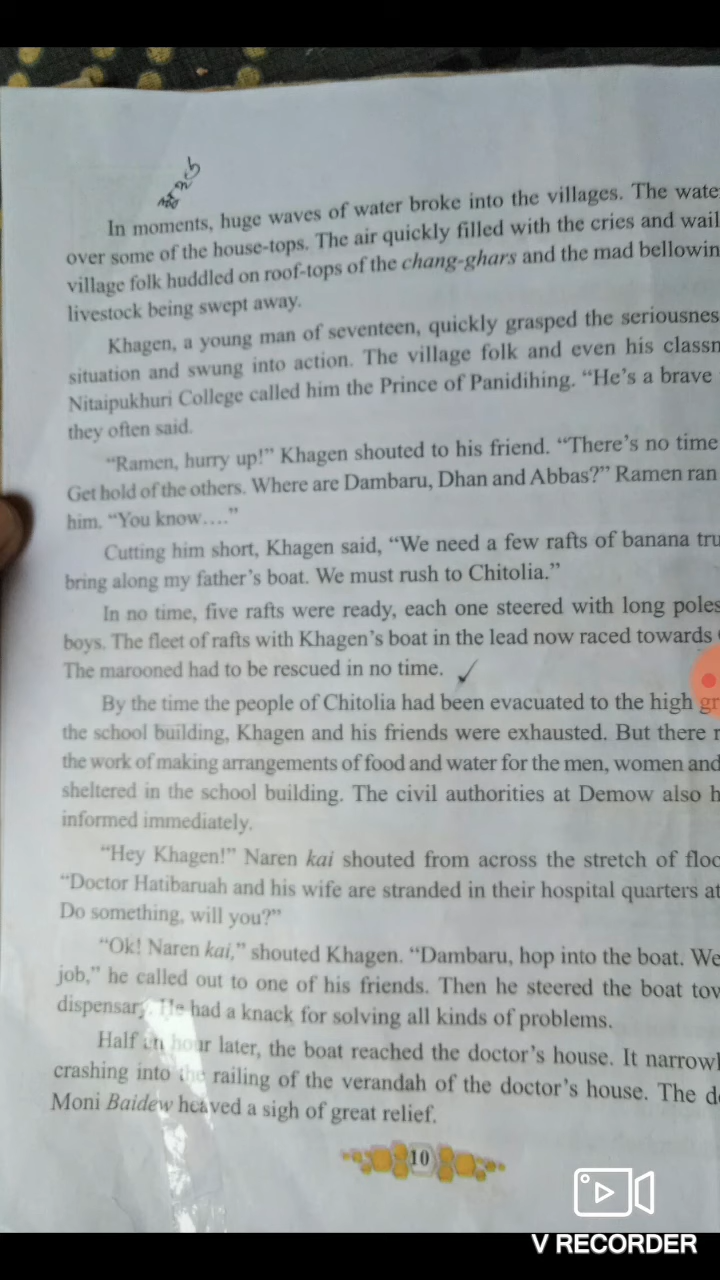 In moments, huge waves of water broke into the villages. The wate
over some of the house-tops. The air quickly filled with the cries and wail
village folk huddled on roof-tops of the chang-ghars and the mad bellowin
livestock being swept away.
Khagen, a young man of seventeen, quickly grasped the seriousnes
situation and swung into action. The village folk and even his classm
Nitaipukhuri College called him the Prince of Panidihing. “He’s a brave
they often said.
“Ramen, hurry up!” Khagen shouted to his friend. “There’s no time
Get hold of the others. Where are Dambaru, Dhan and Abbas?” Ramen ran
him. “You know....”
Cutting him short, Khagen said, “We need a few rafts of banana tru
bring along my father’s boat. We must rush to Chitolia.”
In no time, five rafts were ready, each one steered with long poles
boys. The fleet of rafts with Khagen’s boat in the lead now raced towards
The marooned had to be rescued in no time.
By the time the people of Chitolia had been evacuated to the high gr
the school building, Khagen and his friends were exhausted. But there r
the work of making arrangements of food and water for the men, women and
sheltered in the school building. The civil authorities at Demow also h
informed immediately.
“Hey Khagen!” Naren kai shouted from across the stretch of floo
“Doctor Hatibaruah and his wife are stranded in their hospital quarters at
Do something, will you?”
“Ok! Naren kai,” shouted Khagen. “Dambaru, hop into the boat. We
job,” he called out to one of his friends. Then he steered the boat tow
dispensary. He had a knack for solving all kinds of problems.
Half an hour later, the boat reached the doctor’s house. It narrowl
crashing into the railing of the verandah of the doctor’s house. The d
Moni Baidew heaved a sigh of great relief.
10
V RECORDER